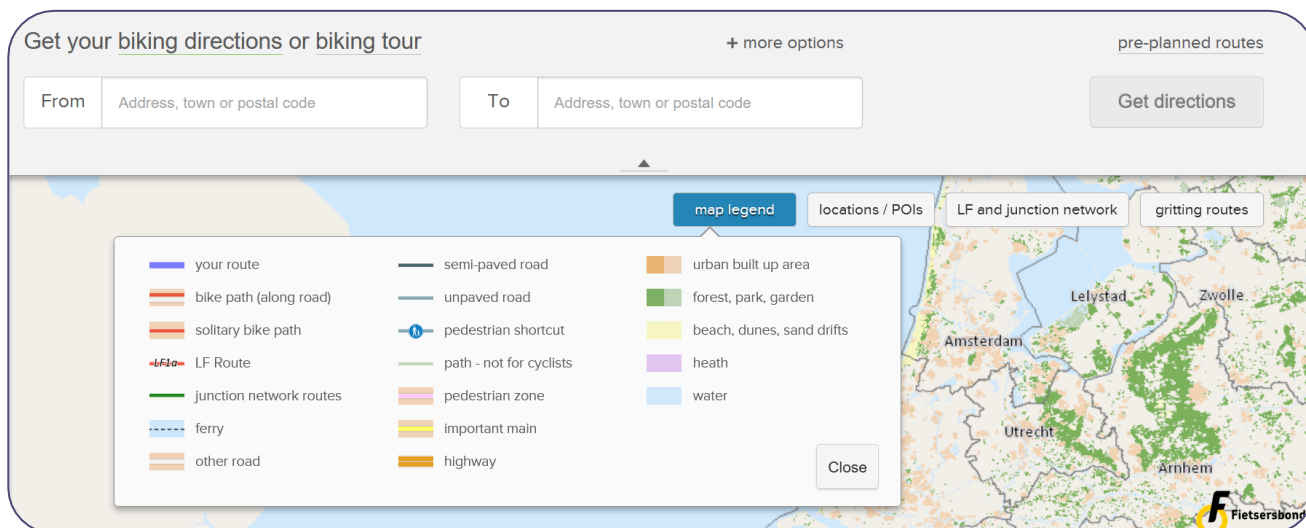 Get your biking directions or biking tour
+ more options
pre-planned routes
From
Address, town or postal code
To
Address, town or postal code
Get directions
map legend
locations / POIs
LF and junction network
gritting routes
your route
bike path (along road)
solitary bike path
LF1a LF Route
junction network routes
ferry
other road
semi-paved road
unpaved road
pedestrian shortcut
path - not for cyclists
pedestrian zone
important main
highway
urban built up area
forest, park, garden
beach, dunes, sand drifts
heath
water
Close
Lelystad
Zwolle
Amsterdam
Utrecht
Arnhem
Fietsersbond